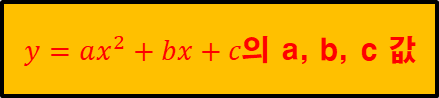 y = ax² + bx + c의 a, b, c 값